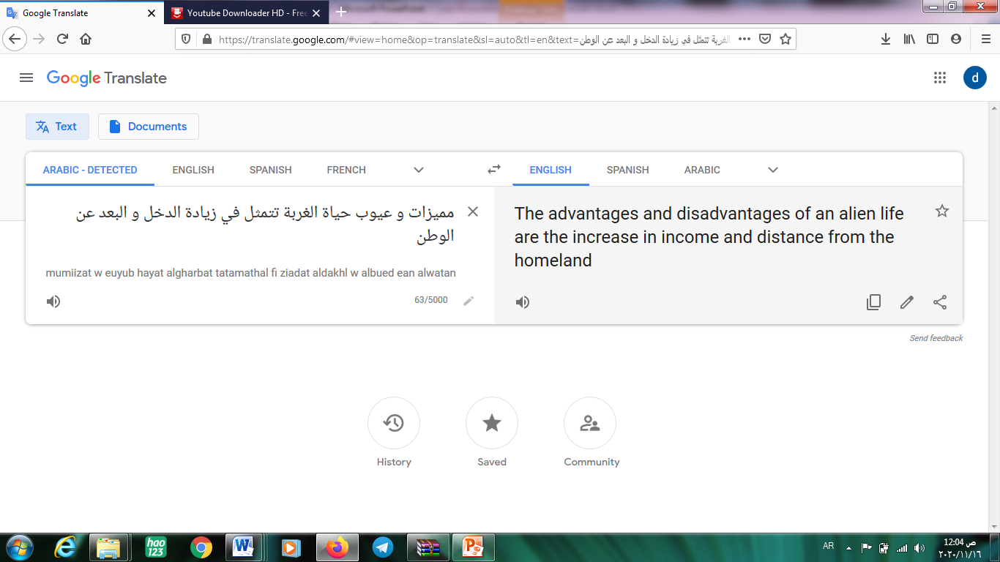 Google Translate
Youtube Downloader HD - Free
https://translate.google.com/#view=home&op=translate&sl=auto&tl=en&text=الغربة تتمثل في زيادة الدخل و البعد عن الوطن
Google Translate
d
Text
Documents
ARABIC - DETECTED ENGLISH SPANISH FRENCH
ENGLISH SPANISH ARABIC
مميزات و عيوب حياة الغربة تتمثل في زيادة الدخل و البعد عن
الوطن
mumiizat w euyub hayat algharbat tatamathal fi ziadat aldakhl w albued ean alwatan
63/5000
The advantages and disadvantages of an alien life
are the increase in income and distance from the
homeland
Send feedback
History
Saved
Community
hao
123
AR
12:04 ص
٢٠٢٠/١١/١٦